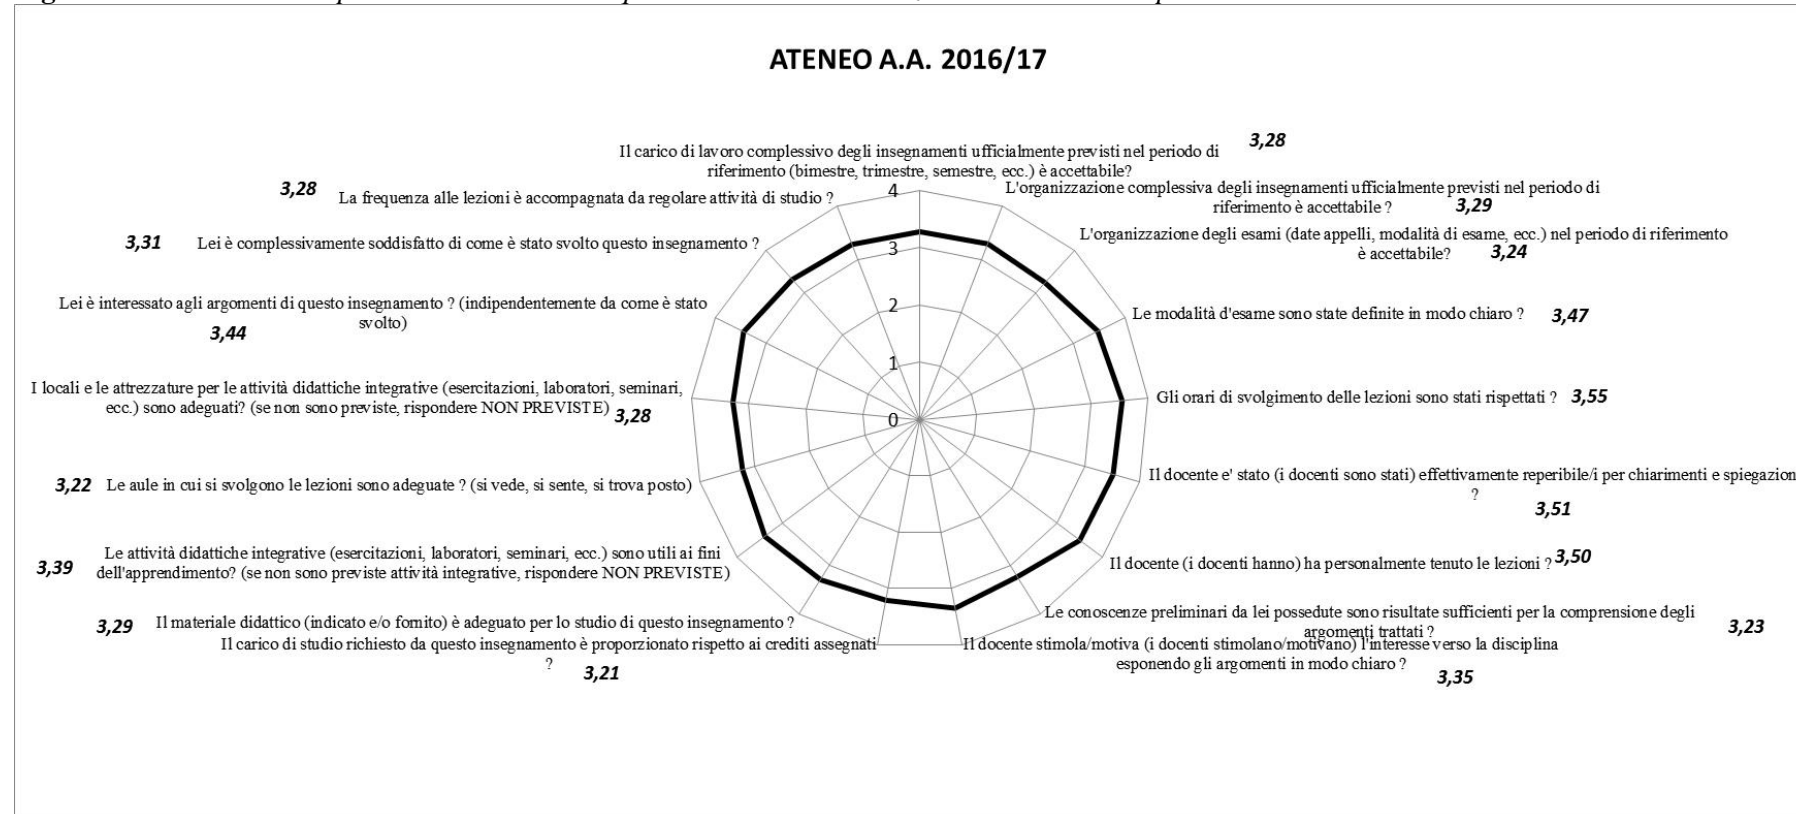 ATENEO A.A. 2016/17
Il carico di lavoro complessivo degli insegnamenti ufficialmente previsti nel periodo di
riferimento (bimestre, trimestre, semestre, ecc.) è accettabile?
3,28
L'organizzazione complessiva degli insegnamenti ufficialmente previsti nel periodo di
riferimento è accettabile ?
3,29
L'organizzazione degli esami (date appelli, modalità di esame, ecc.) nel periodo di riferimento
è accettabile?
3,24
Le modalità d'esame sono state definite in modo chiaro ?
3,47
Gli orari di svolgimento delle lezioni sono stati rispettati ?
3,55
Il docente e' stato (i docenti sono stati) effettivamente reperibile/i per chiarimenti e spiegazion
?
3,51
Il docente (i docenti hanno) ha personalmente tenuto le lezioni ?
3,50
Le conoscenze preliminari da lei possedute sono risultate sufficienti per la comprensione degli
argomenti trattati ?
3,23
Il docente stimola/motiva (i docenti stimolano/motivano) l'interesse verso la disciplina
esponendo gli argomenti in modo chiaro ?
3,35
Il carico di studio richiesto da questo insegnamento è proporzionato rispetto ai crediti assegnati
?
3,21
Il materiale didattico (indicato e/o fornito) è adeguato per lo studio di questo insegnamento ?
3,29
Le attività didattiche integrative (esercitazioni, laboratori, seminari, ecc.) sono utili ai fini
dell'apprendimento? (se non sono previste attività integrative, rispondere NON PREVISTE)
3,39
Le aule in cui si svolgono le lezioni sono adeguate ? (si vede, si sente, si trova posto)
3,22
I locali e le attrezzature per le attività didattiche integrative (esercitazioni, laboratori, seminari,
ecc.) sono adeguati? (se non sono previste, rispondere NON PREVISTE)
3,28
Lei è interessato agli argomenti di questo insegnamento ? (indipendentemente da come è stato
svolto)
3,44
Lei è complessivamente soddisfatto di come è stato svolto questo insegnamento ?
3,31
La frequenza alle lezioni è accompagnata da regolare attività di studio ?
3,28
4
3
2
1
0